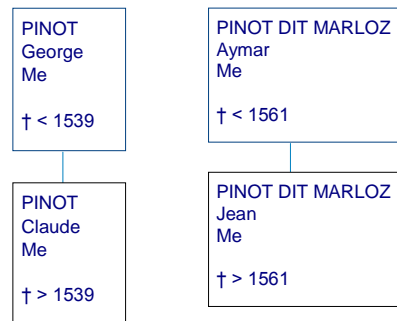 PINOT
George
Me
† < 1539
PINOT DIT MARLOZ
Aymar
Me
† < 1561
PINOT
Claude
Me
† > 1539
PINOT DIT MARLOZ
Jean
Me
† > 1561